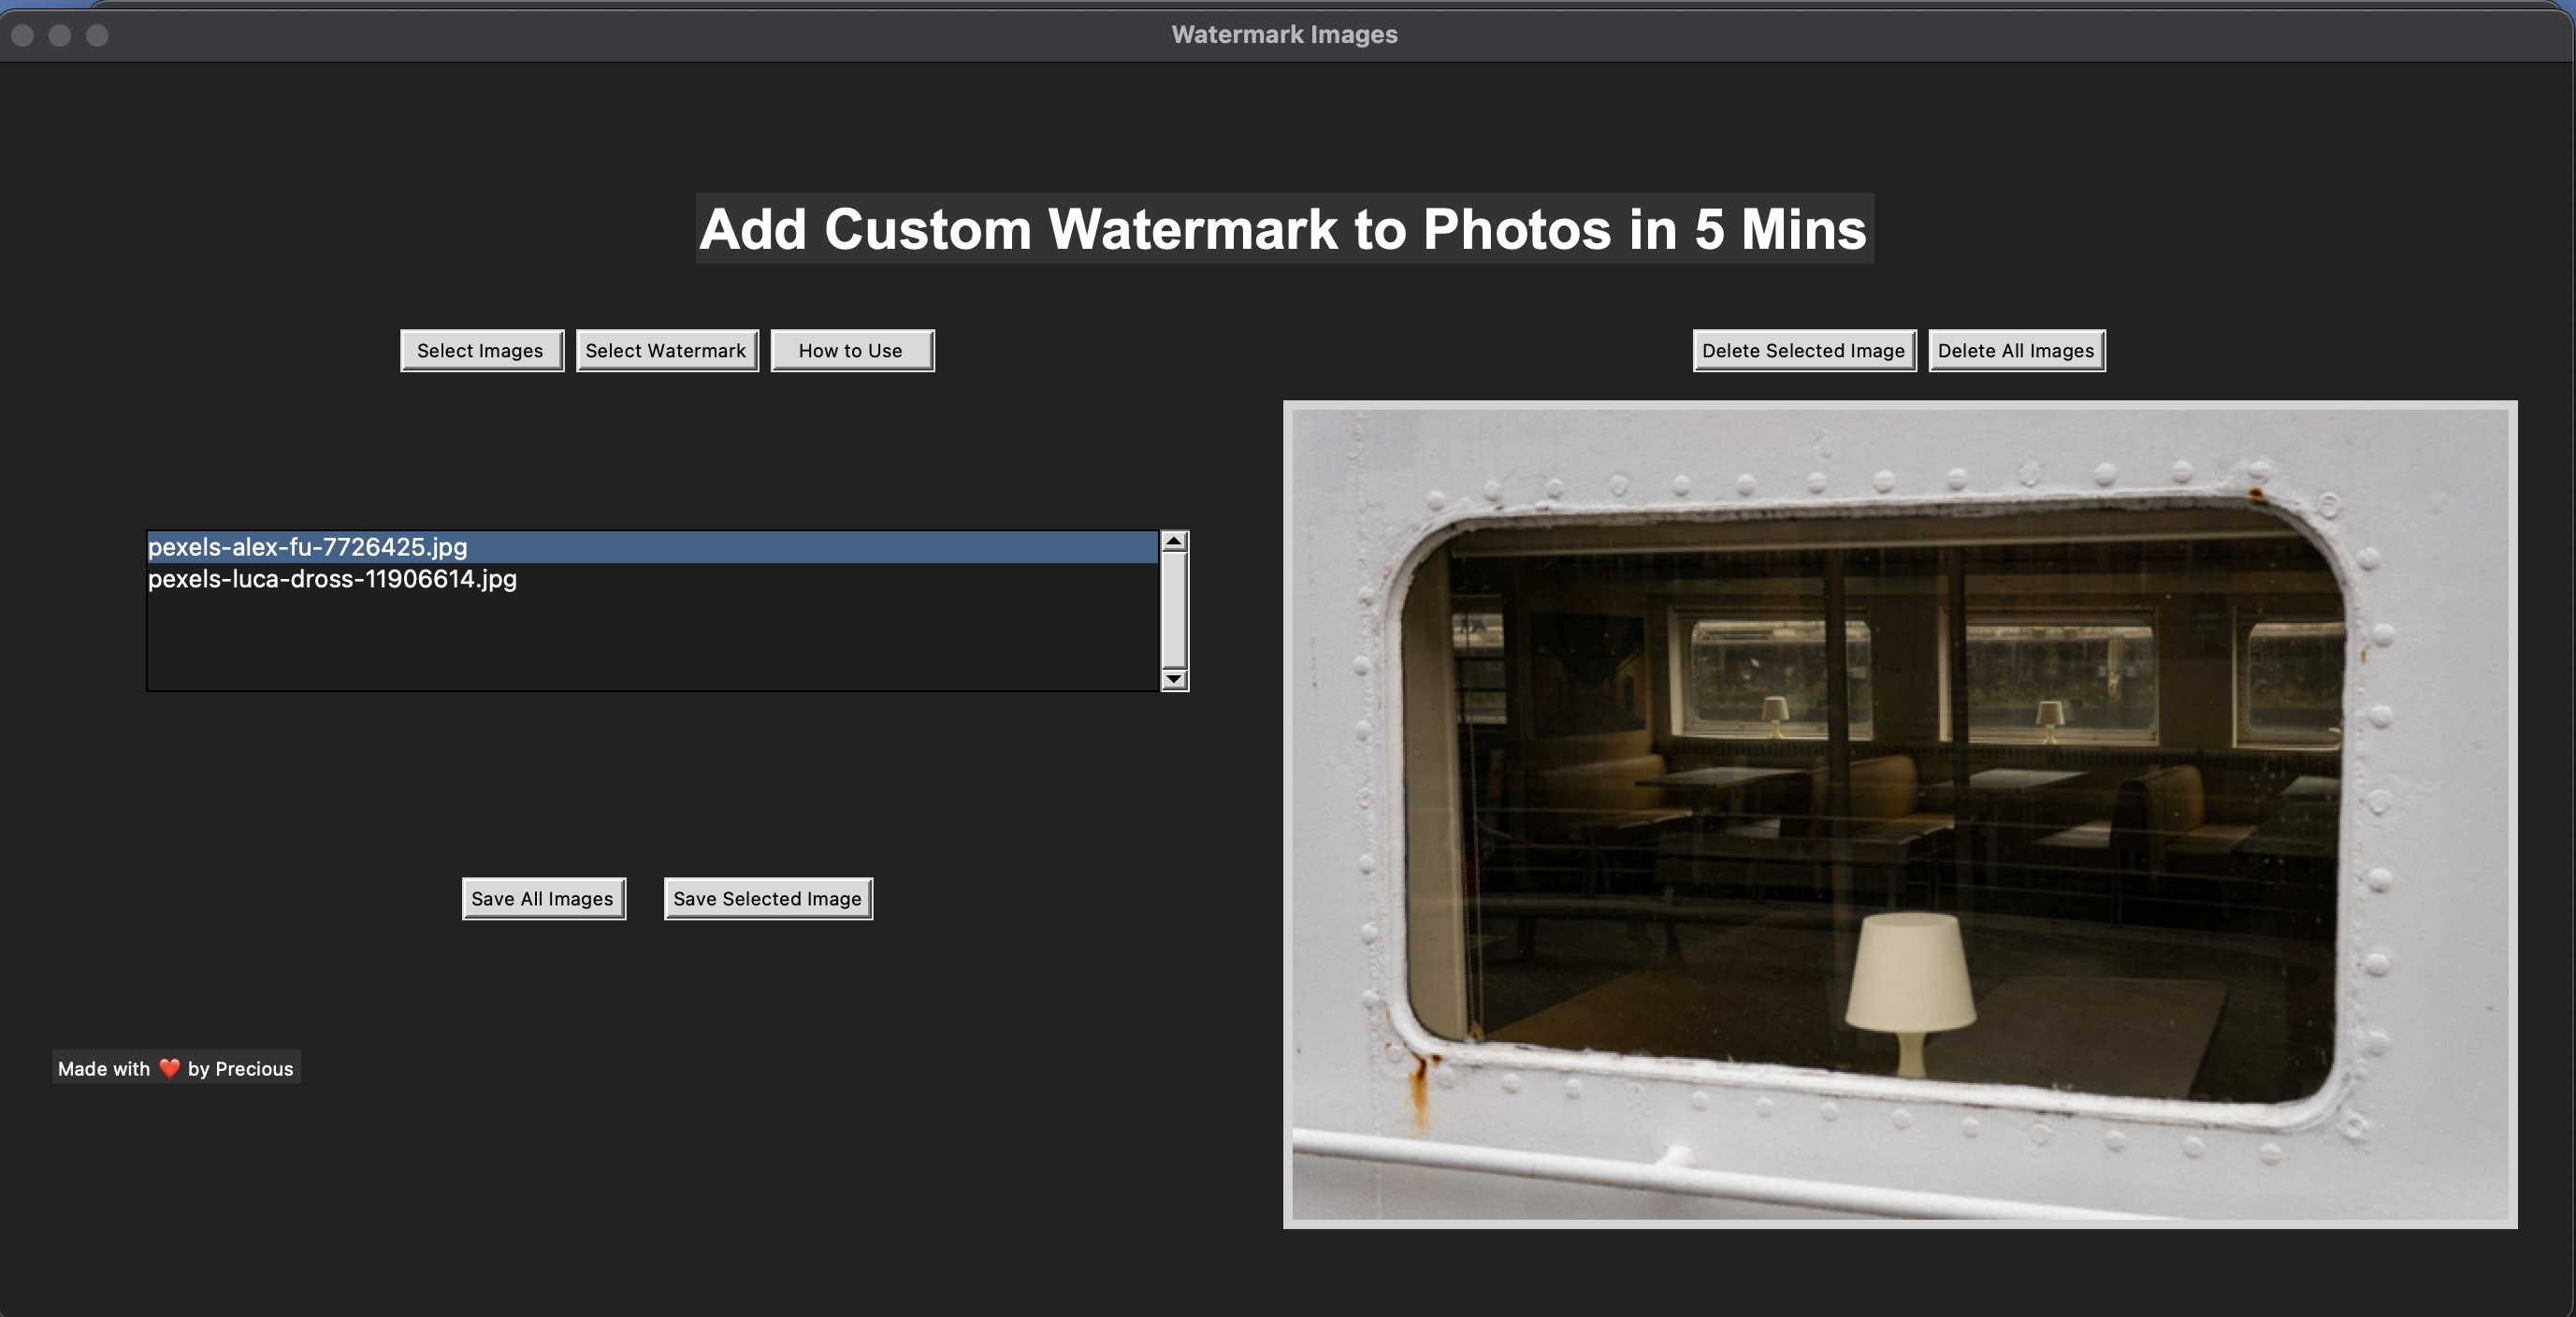 Watermark Images
Add Custom Watermark to Photos in 5 Mins
Select Images
Select Watermark
How to Use
Delete Selected Image
Delete All Images
pexels-alex-fu-7726425.jpg
pexels-luca-dross-11906614.jpg
Save All Images
Save Selected Image
Made with ❤️ by Precious